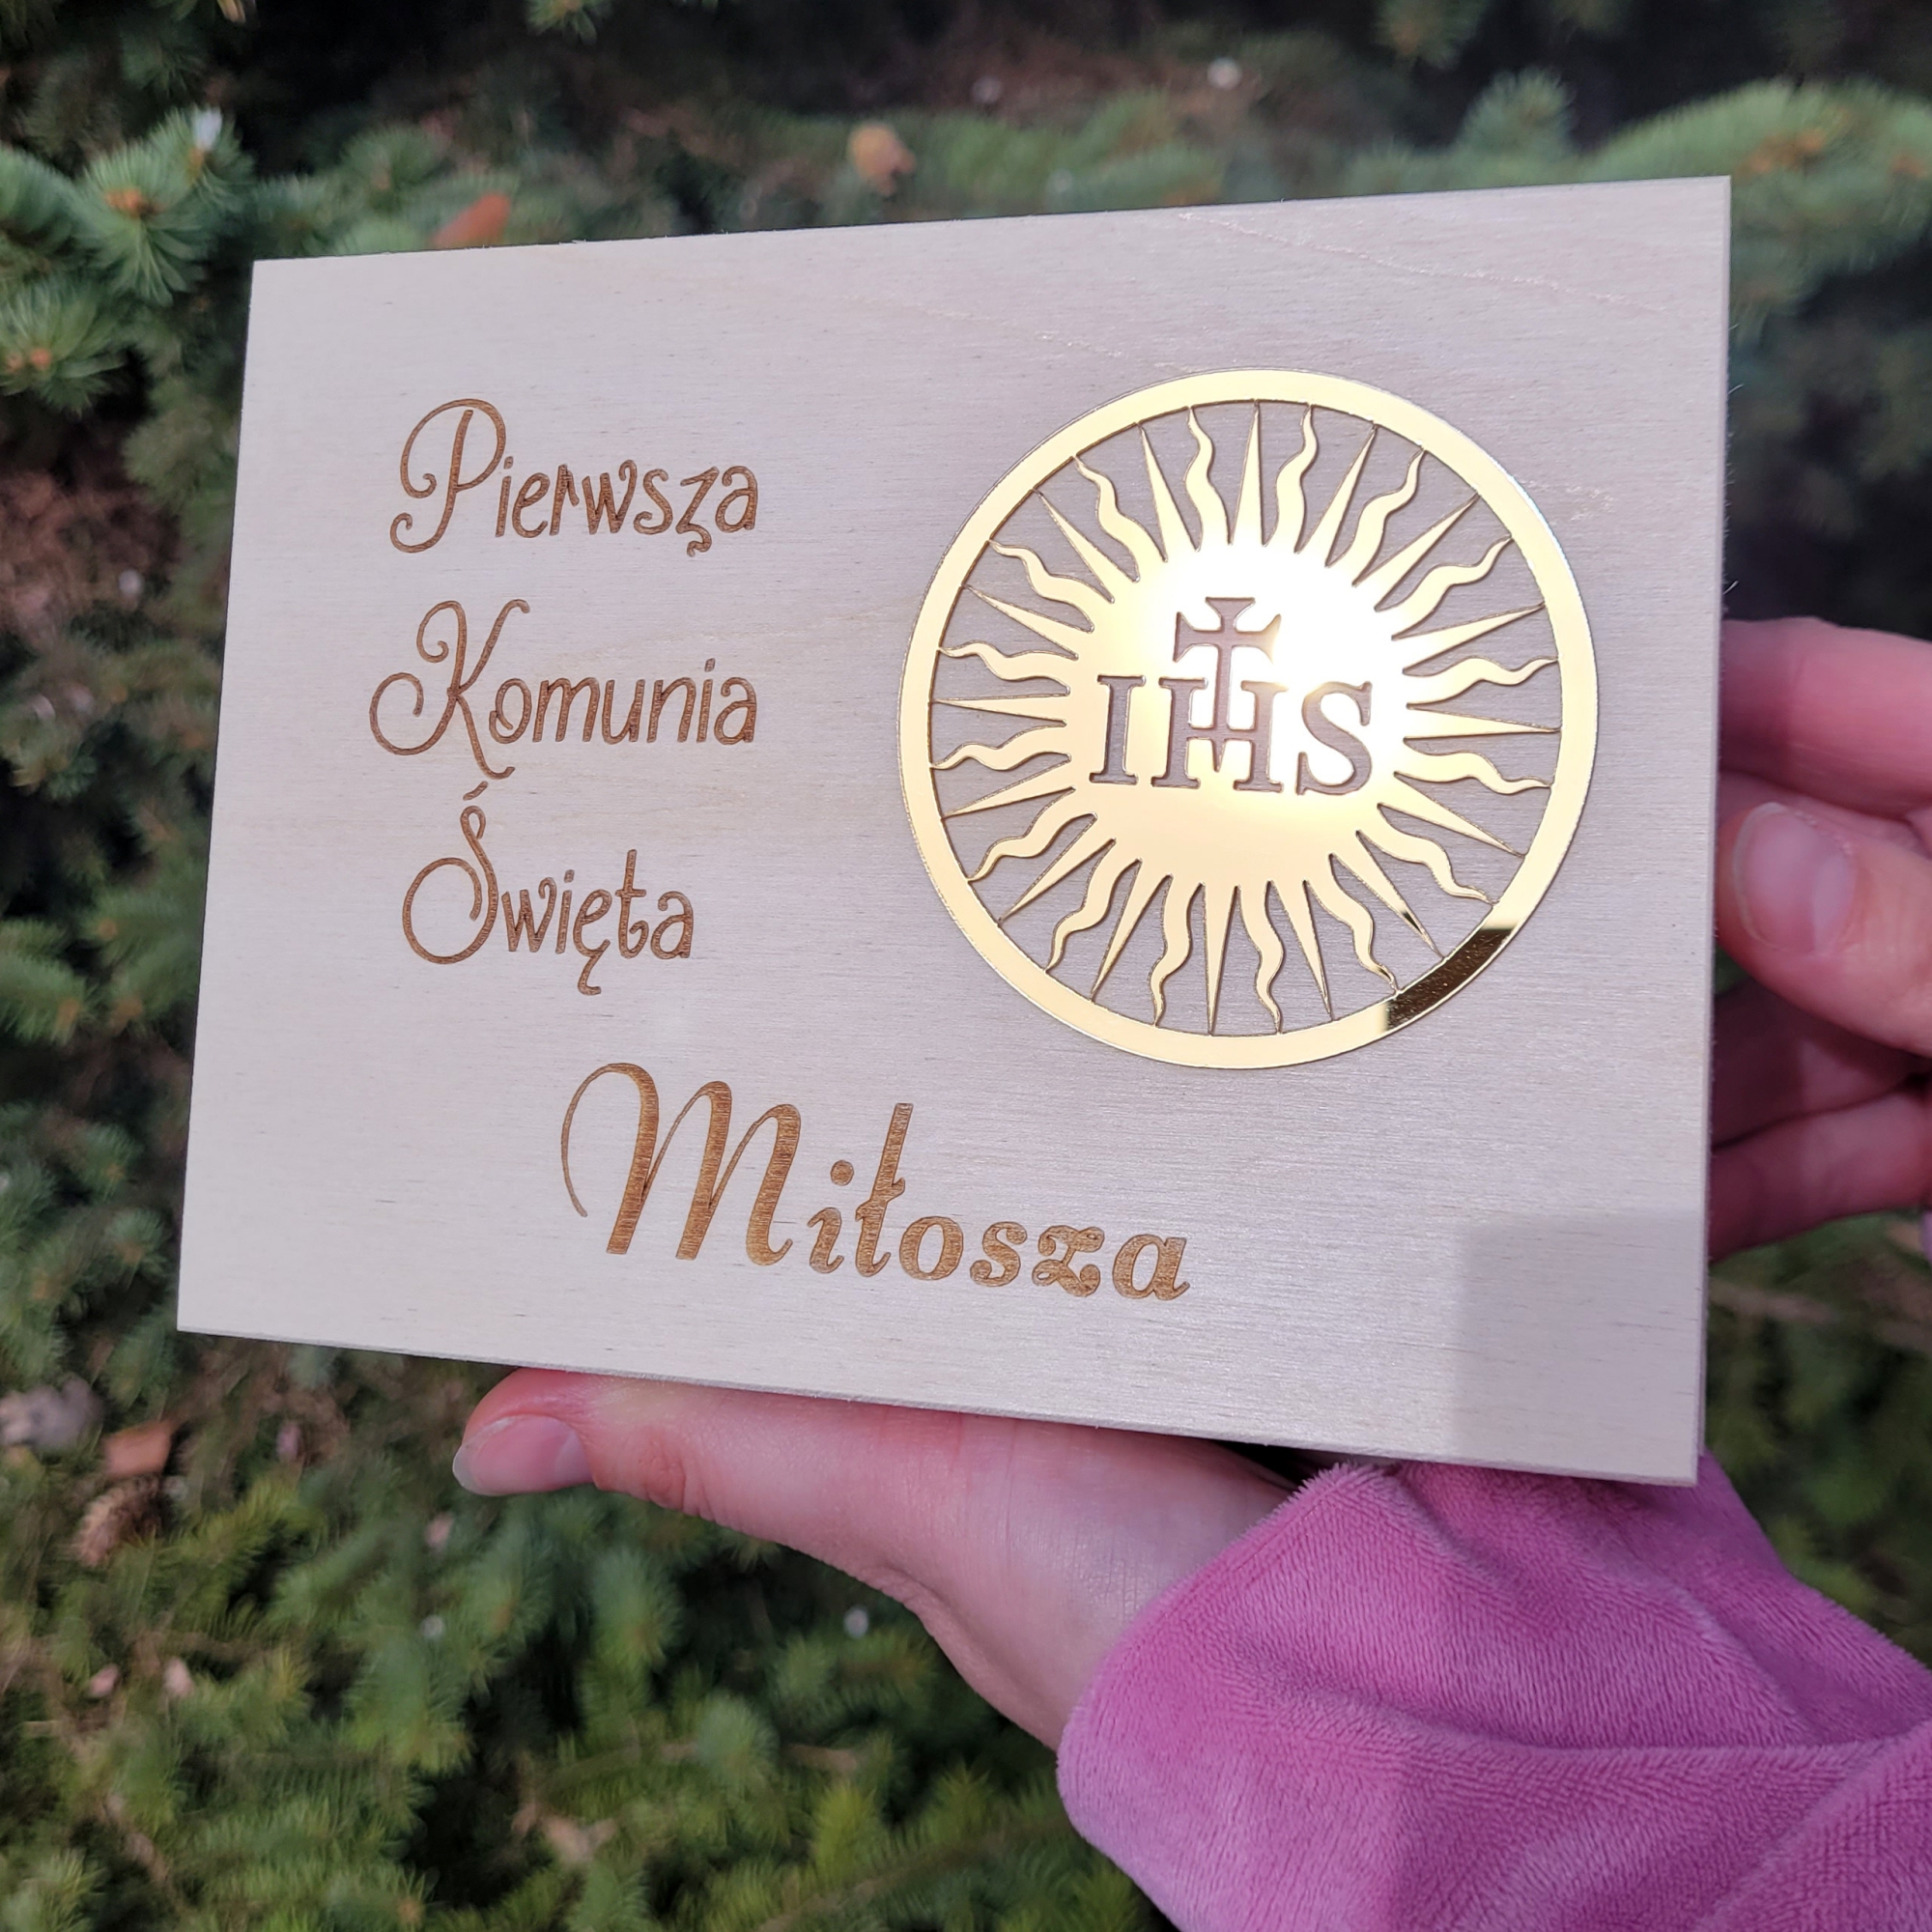 Pierwsza
Komunia
Święta
IHS
Miłosza